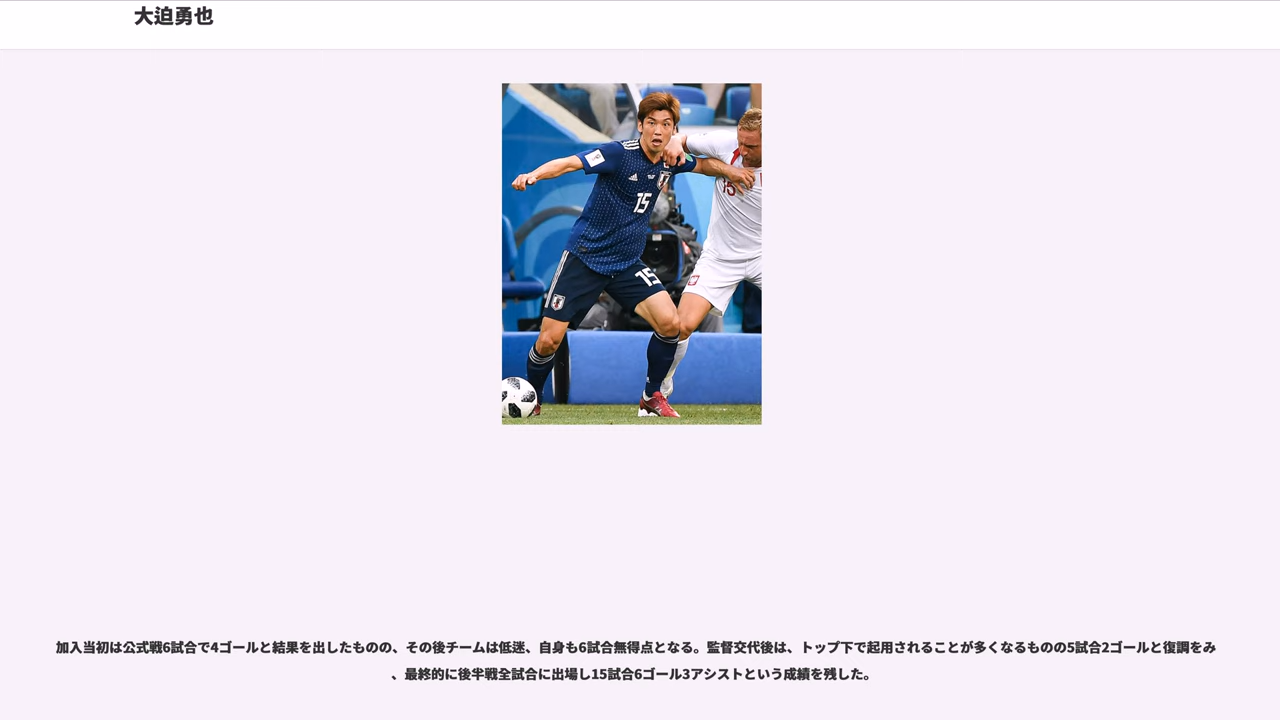 大迫勇也
15
15
15
加入当初は公式戦6試合で4ゴールと結果を出したものの、その後チームは低迷、自身も6試合無得点となる。監督交代後は、トップ下で起用されることが多くなるものの5試合2ゴールと復調をみ
、最終的に後半戦全試合に出場し15試合6ゴール3アシストという成績を残した。